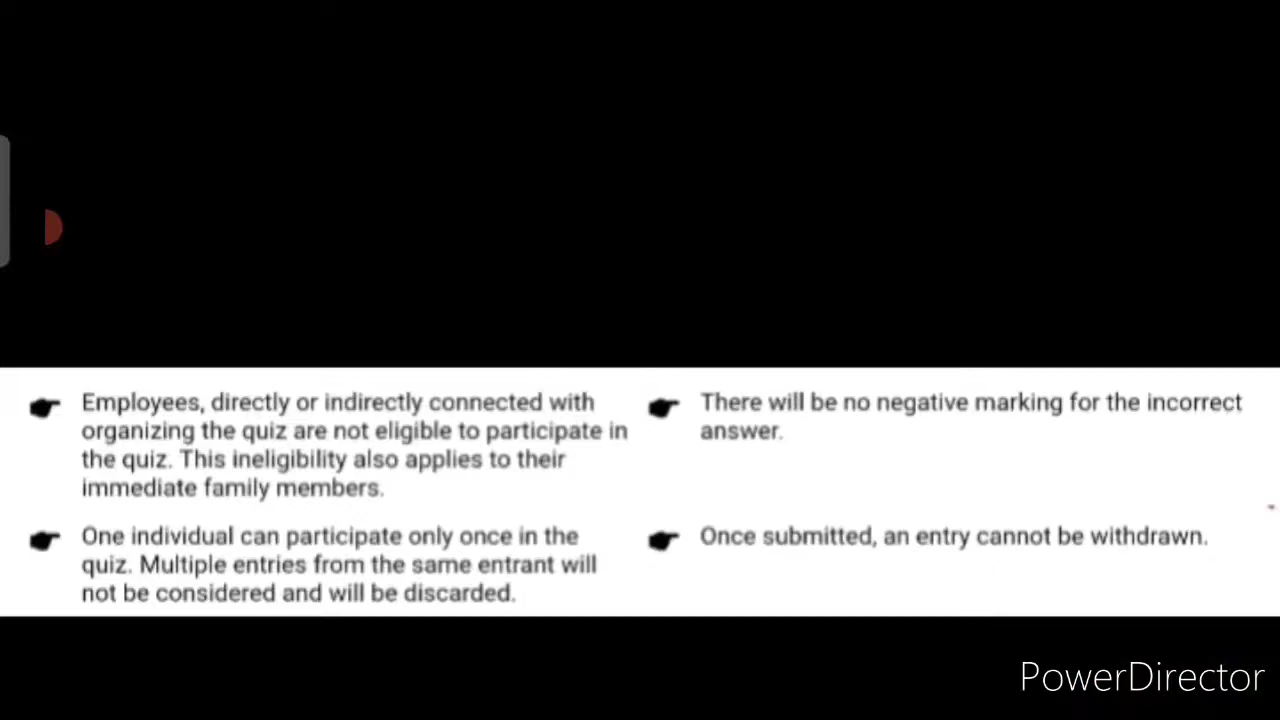 Employees, directly or indirectly connected with
organizing the quiz are not eligible to participate in
the quiz. This ineligibility also applies to their
immediate family members.
There will be no negative marking for the incorrect
answer.
One individual can participate only once in the
quiz. Multiple entries from the same entrant will
not be considered and will be discarded.
Once submitted, an entry cannot be withdrawn.
PowerDirector